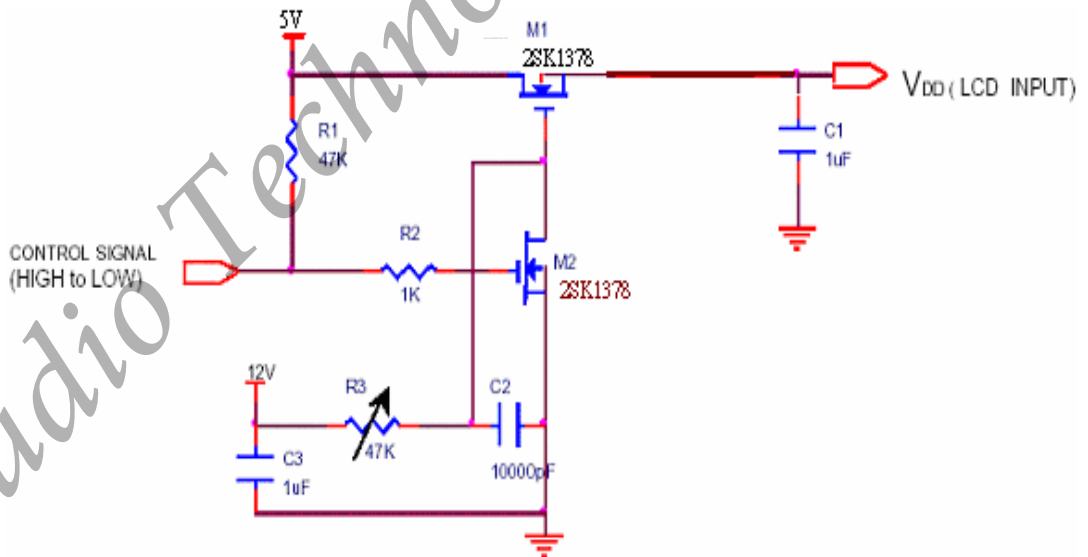 5V
M1
2SK1378
VDD ( LCD INPUT)
R1
47K
C1
1uF
CONTROL SIGNAL
(HIGH to LOW)
R2
1K
M2
2SK1378
12V
R3
47K
C2
10000pF
C3
1uF